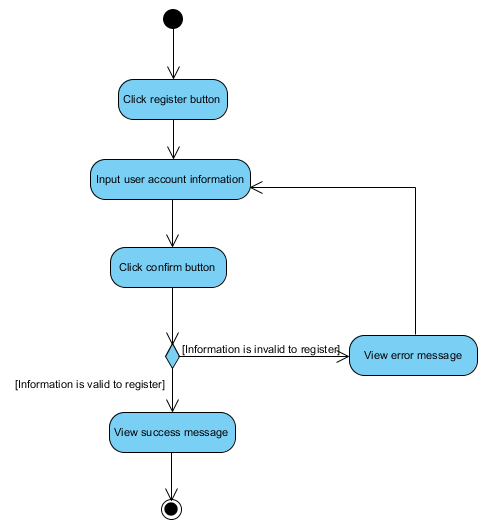 Click register button
Input user account information
Click confirm button
[Information is invalid to register]
View error message
[Information is valid to register]
View success message